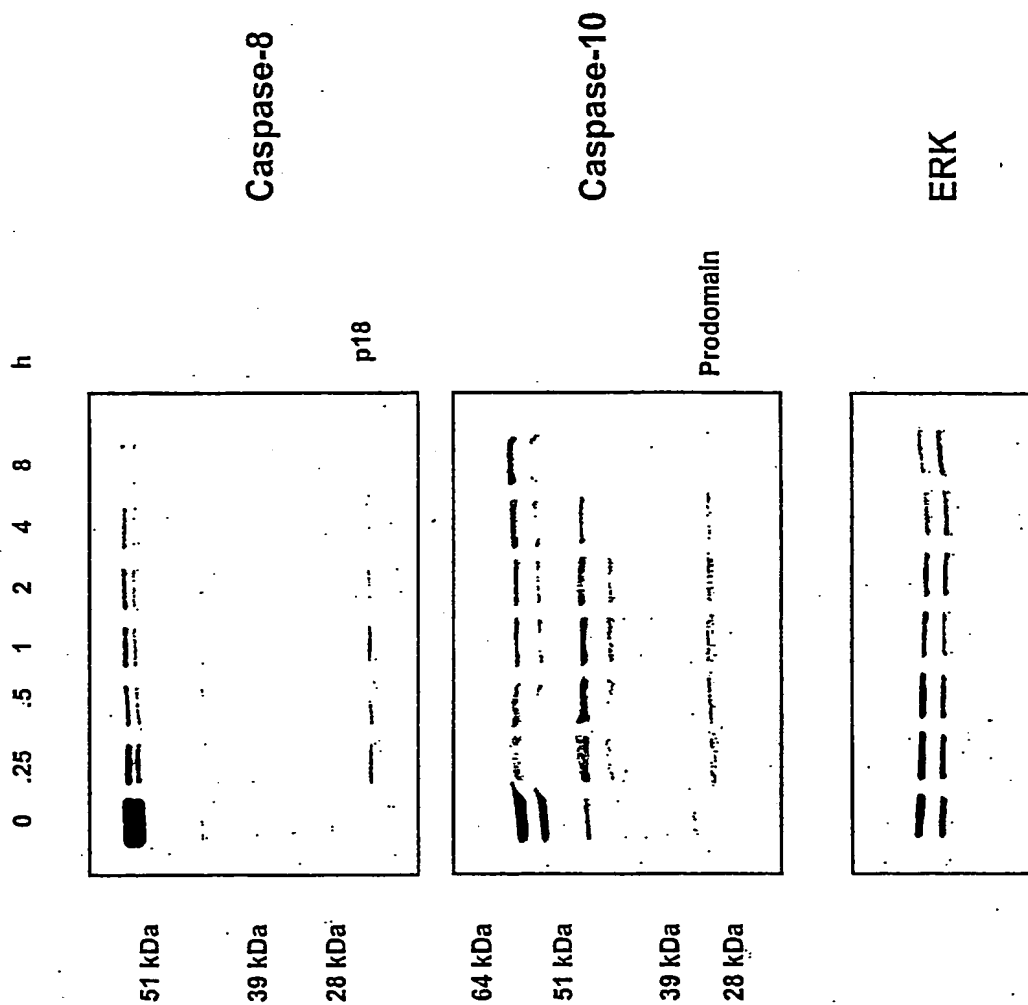 0 .25 .5 1 2 4 8 h
51 kDa
39 kDa
28 kDa
p18
Caspase-8
64 kDa
51 kDa
39 kDa
28 kDa
Prodomain
Caspase-10
ERK